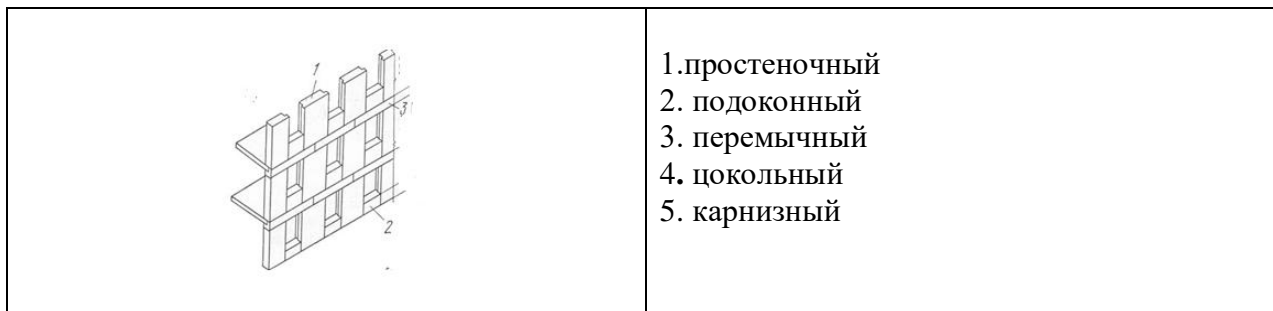 1
3
2
1.простеночный
2. подоконный
3. перемычный
4. цокольный
5. карнизный